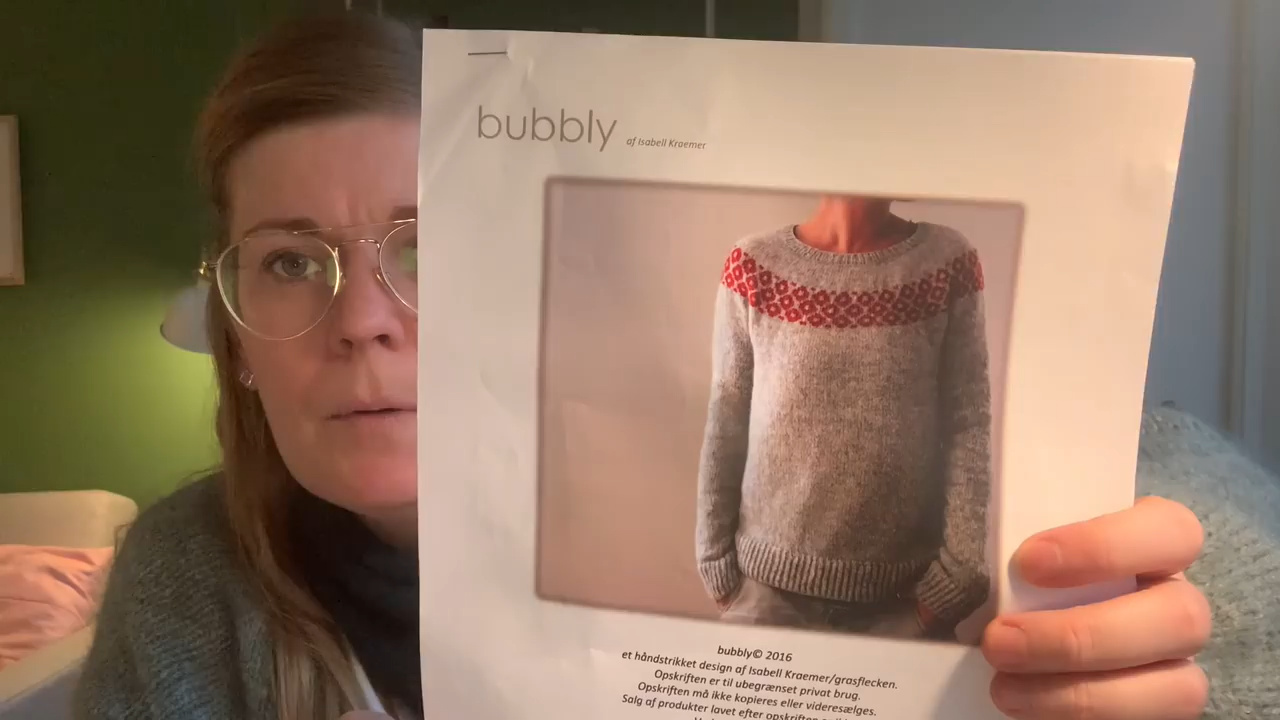 bubbly af Isabell Kraemer
bubbly© 2016
et håndstrikket design af Isabell Kraemer/grasflecken.
Opskriften er til ubegrænset privat brug.
Opskriften må ikke kopieres eller videresælges.
Salg af produkter lavet efter opskriften